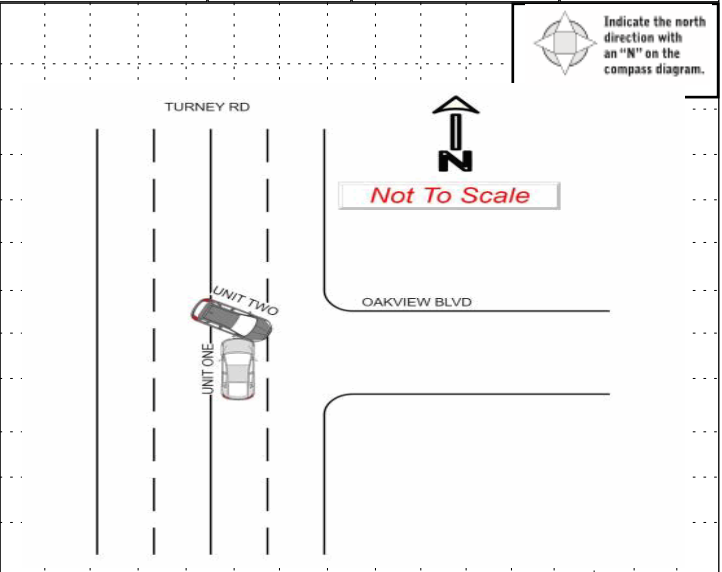 Indicate the north
direction with
an "N" on the
compass diagram.
TURNEY RD
N
Not To Scale
UNIT TWO
OAKVIEW BLVD
UNIT ONE